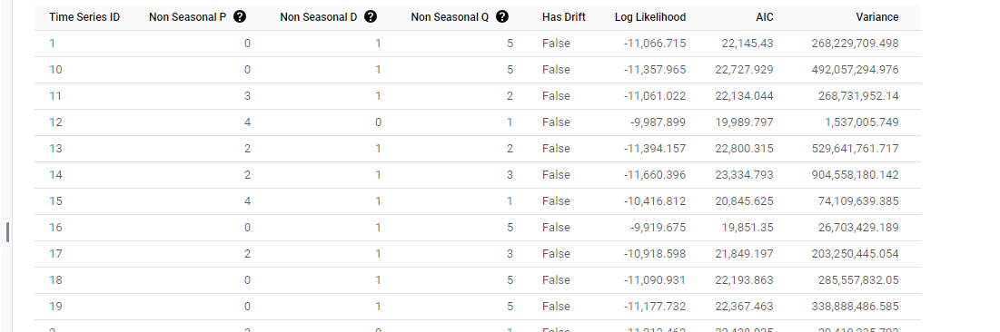 Time Series ID Non Seasonal P ? Non Seasonal D ? Non Seasonal Q ? Has Drift Log Likelihood AIC Variance
1 0 1 5 False -11,066.715 22,145.43 268,229,709.498
10 0 1 5 False -11,357.965 22,727.929 492,057,294.976
11 3 1 2 False -11,061.022 22,134.044 268,731,952.14
12 4 0 1 False -9,987.899 19,989.797 1,537,005.749
13 2 1 2 False -11,394.157 22,800.315 529,641,761.717
14 2 1 3 False -11,660.396 23,334.793 904,558,180.142
15 4 1 1 False -10,416.812 20,845.625 74,109,639.385
16 0 1 5 False -9,919.675 19,851.35 26,703,429.189
17 2 1 3 False -10,918.598 21,849.197 203,250,445.054
18 0 1 5 False -11,090.931 22,193.863 285,557,832.05
19 0 1 5 False -11,177.732 22,367.463 338,888,486.585
False